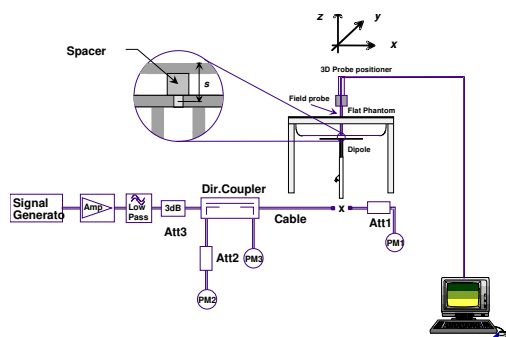 z
y
x
Spacer
s
3D Probe positioner
Field probe
Flat Phantom
Dipole
Signal
Generato
Amp
Low
Pass
3dB
Att3
Dir.Coupler
Cable
x
Att1
PM1
Att2
PM3
PM2